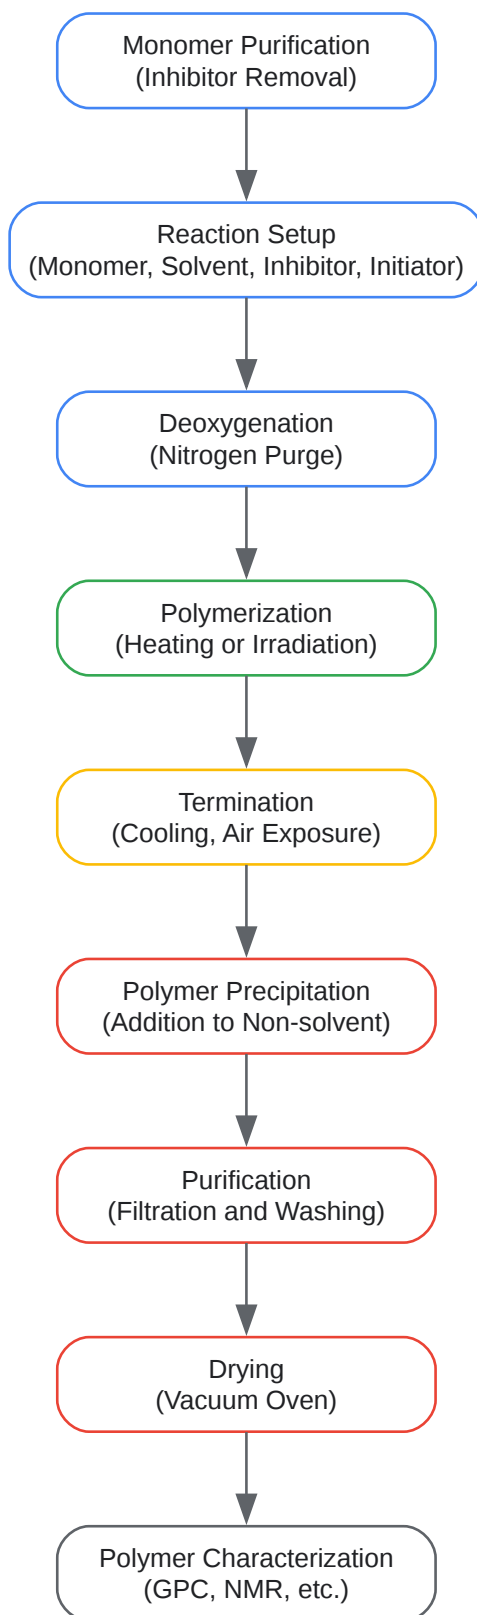 Monomer Purification
(Inhibitor Removal)
Reaction Setup
(Monomer, Solvent, Inhibitor, Initiator)
Deoxygenation
(Nitrogen Purge)
Polymerization
(Heating or Irradiation)
Termination
(Cooling, Air Exposure)
Polymer Precipitation
(Addition to Non-solvent)
Purification
(Filtration and Washing)
Drying
(Vacuum Oven)
Polymer Characterization
(GPC, NMR, etc.)